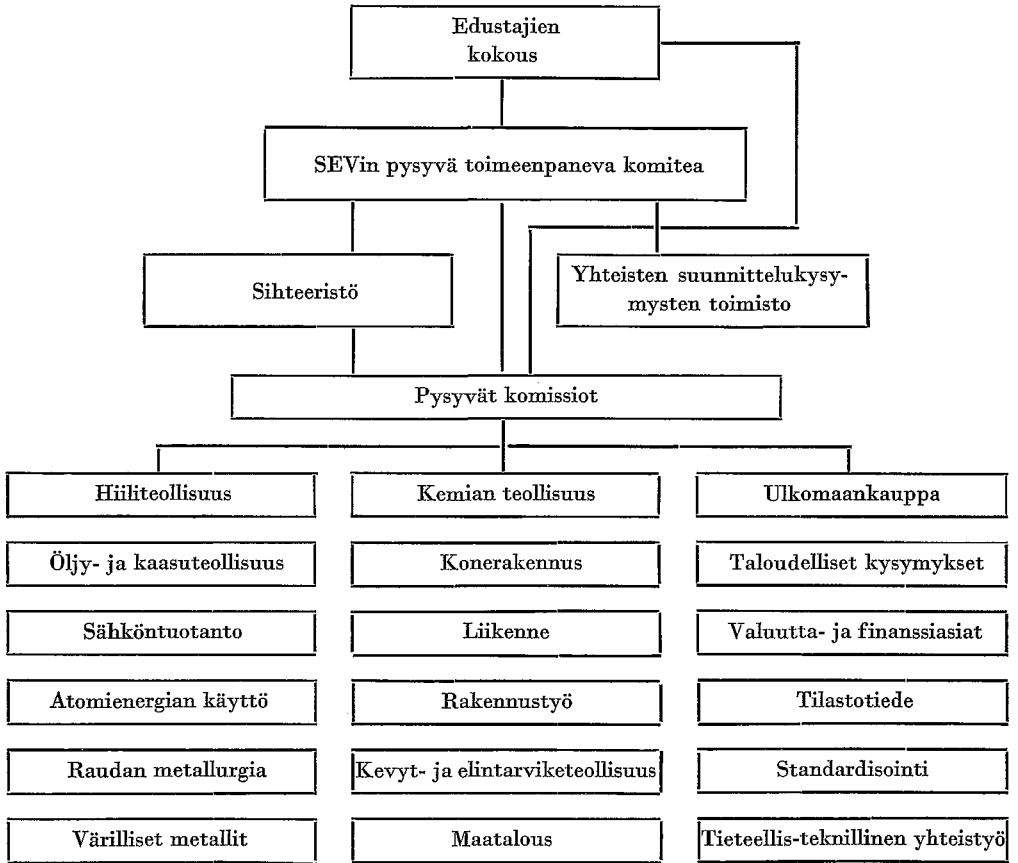 Edustajien
kokous
SEVin pysyvä toimeenpaneva komitea
Sihteeristö
Yhteisten suunnittelukysy-
mysten toimisto
Pysyvät komissiot
Hiiliteollisuus
Kemian teollisuus
Ulkomaankauppa
Öljy- ja kaasuteollisuus
Konerakennus
Taloudelliset kysymykset
Sähköntuotanto
Liikenne
Valuutta- ja finanssiasiat
Atomienergian käyttö
Rakennustyö
Tilastotiede
Raudan metallurgia
Kevyt- ja elintarviketeollisuus
Standardisointi
Värilliset metallit
Maatalous
Tieteellis-teknillinen yhteistyö